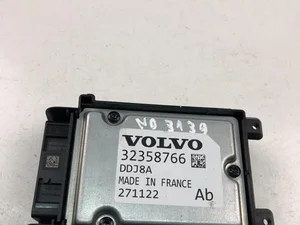 NO 3139
VOLVO
32358766
DDJ8A
MADE IN FRANCE
271122 Ab